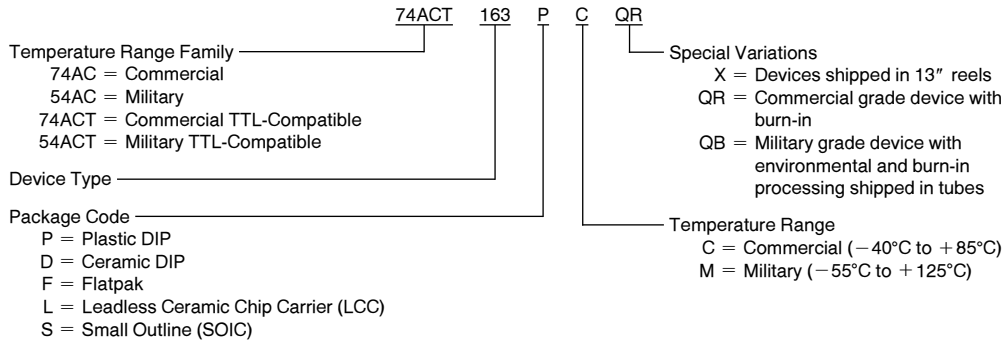 74ACT 163 P C QR
Temperature Range Family
74AC = Commercial
54AC = Military
74ACT = Commercial TTL-Compatible
54ACT = Military TTL-Compatible
Device Type
Package Code
P = Plastic DIP
D = Ceramic DIP
F = Flatpak
L = Leadless Ceramic Chip Carrier (LCC)
S = Small Outline (SOIC)
Special Variations
X = Devices shipped in 13″ reels
QR = Commercial grade device with
burn-in
QB = Military grade device with
environmental and burn-in
processing shipped in tubes
Temperature Range
C = Commercial (−40°C to +85°C)
M = Military (−55°C to +125°C)